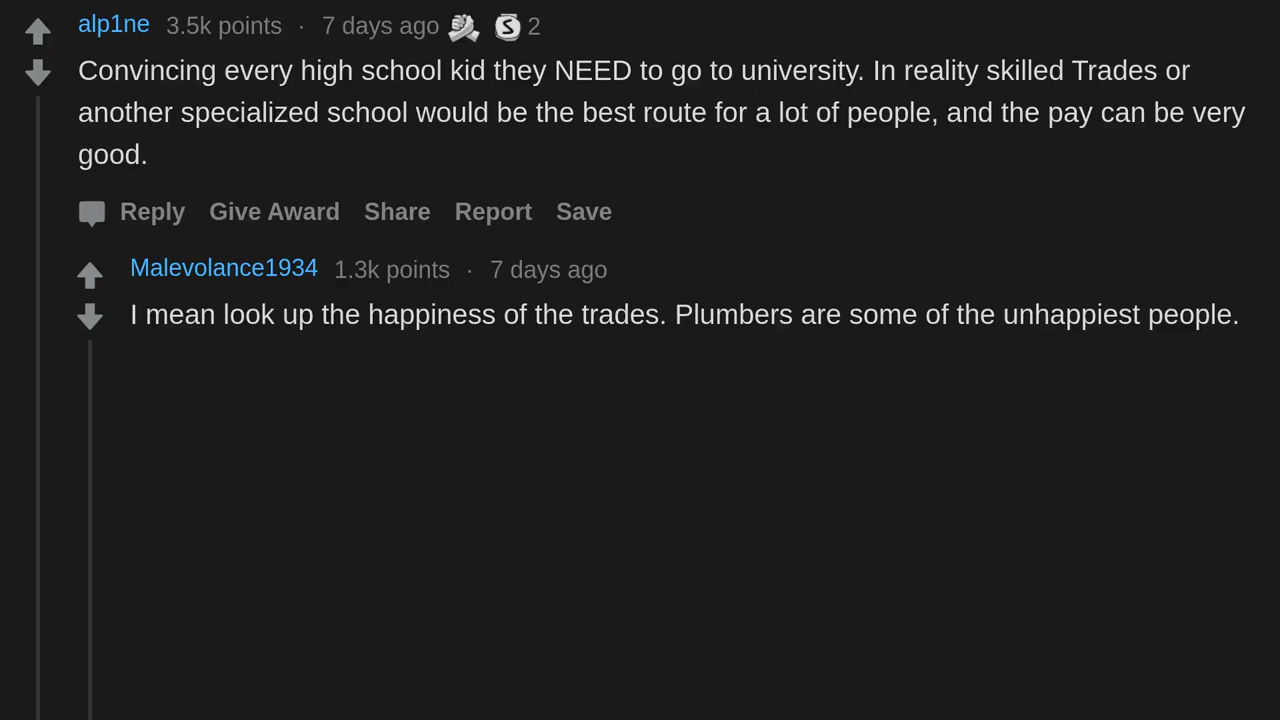 alp1ne 3.5k points · 7 days ago 2
Convincing every high school kid they NEED to go to university. In reality skilled Trades or
another specialized school would be the best route for a lot of people, and the pay can be very
good.
Reply Give Award Share Report Save
Malevolance1934 1.3k points · 7 days ago
I mean look up the happiness of the trades. Plumbers are some of the unhappiest people.